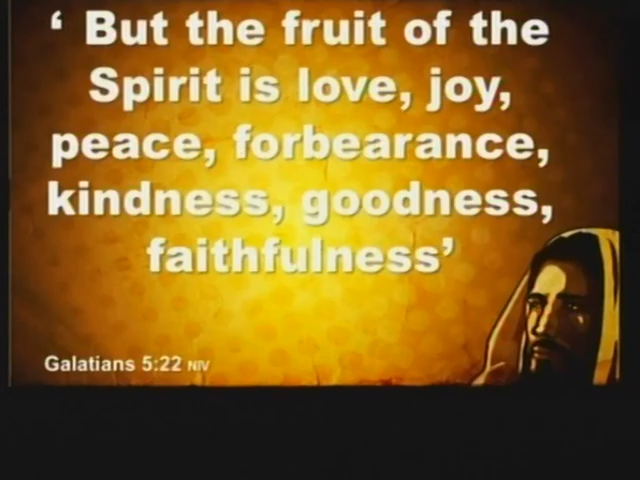 ‘ But the fruit of the
Spirit is love, joy,
peace, forbearance,
kindness, goodness,
faithfulness’
Galatians 5:22 NIV